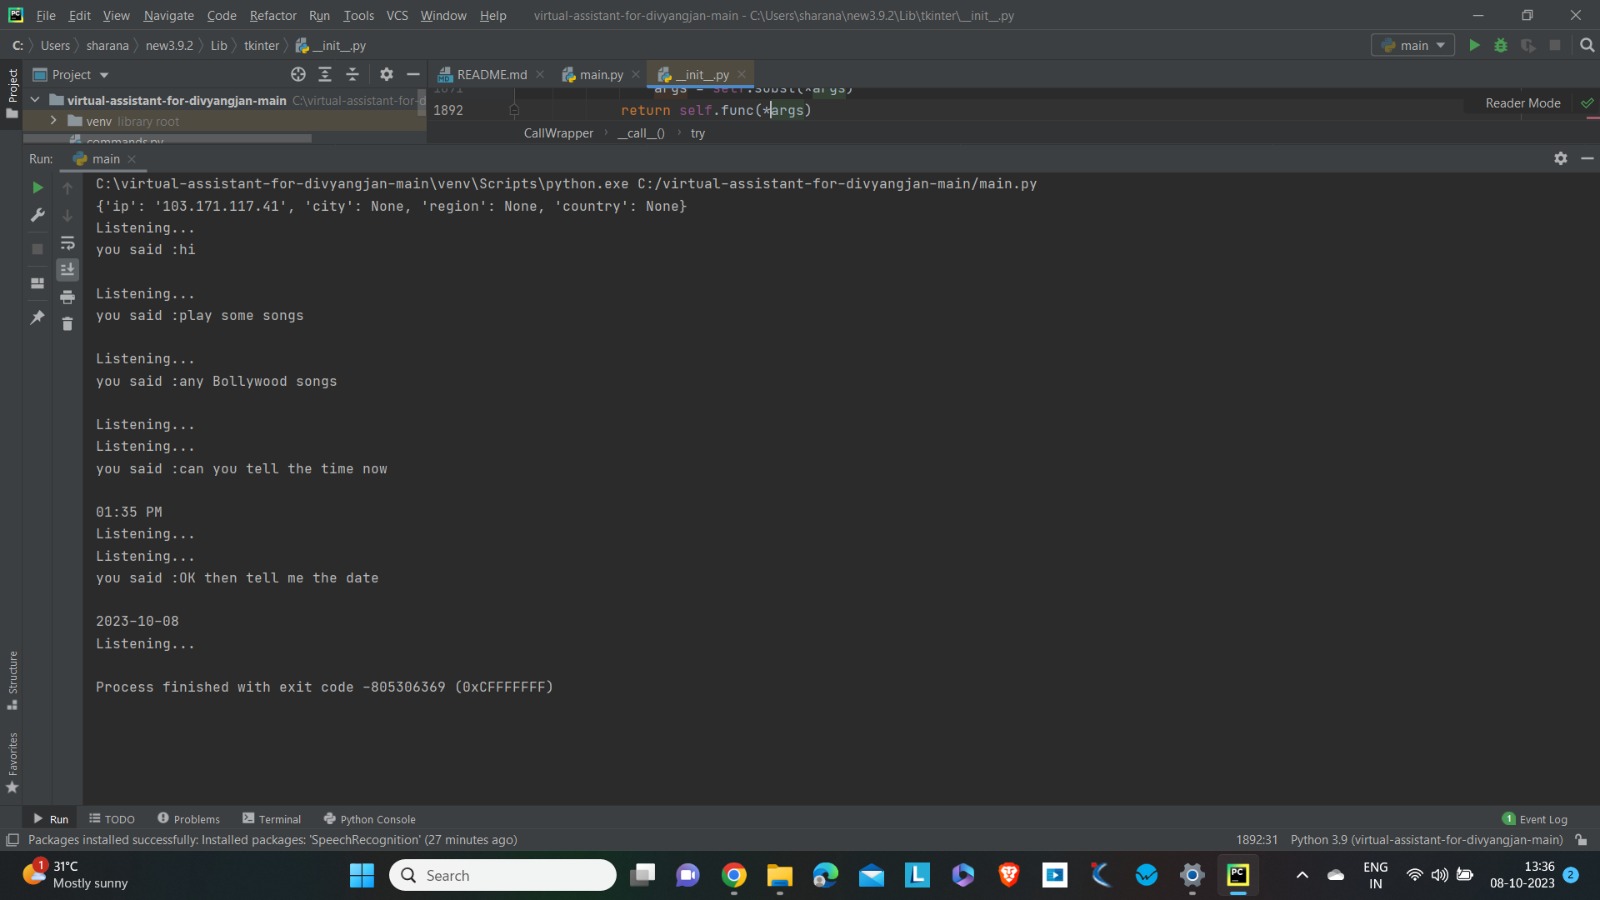 PC File Edit View Navigate Code Refactor Run Tools VCS Window Help virtual-assistant-for-divyangjan-main - C:\Users\sharana\new3.9.2\Lib\tkinter\__init__.py
C: Users sharana new3.9.2 Lib tkinter __init__.py main
Project Project README.md main.py __init__.py
virtual-assistant-for-divyangjan-main C:\virtual-assistant-for-d
args = self.subst(*args)
1892 return self.func(*args) Reader Mode
venv library root
CallWrapper __call__() try
commands.py
Run: main
C:\virtual-assistant-for-divyangjan-main\venv\Scripts\python.exe C:/virtual-assistant-for-divyangjan-main/main.py
{'ip': '103.171.117.41', 'city': None, 'region': None, 'country': None}
Listening...
you said :hi
Listening...
you said :play some songs
Listening...
you said :any Bollywood songs
Listening...
Listening...
you said :can you tell the time now
01:35 PM
Listening...
Listening...
you said :OK then tell me the date
2023-10-08
Listening...
Process finished with exit code -805306369 (0xCFFFFFFF)
Structure
Favorites
Run TODO Problems Terminal Python Console 1 Event Log
Packages installed successfully: Installed packages: 'SpeechRecognition' (27 minutes ago) 1892:31 Python 3.9 (virtual-assistant-for-divyangjan-main)
1 31°C
Mostly sunny
Search
L
PC
ENG
IN
13:36
08-10-2023 2